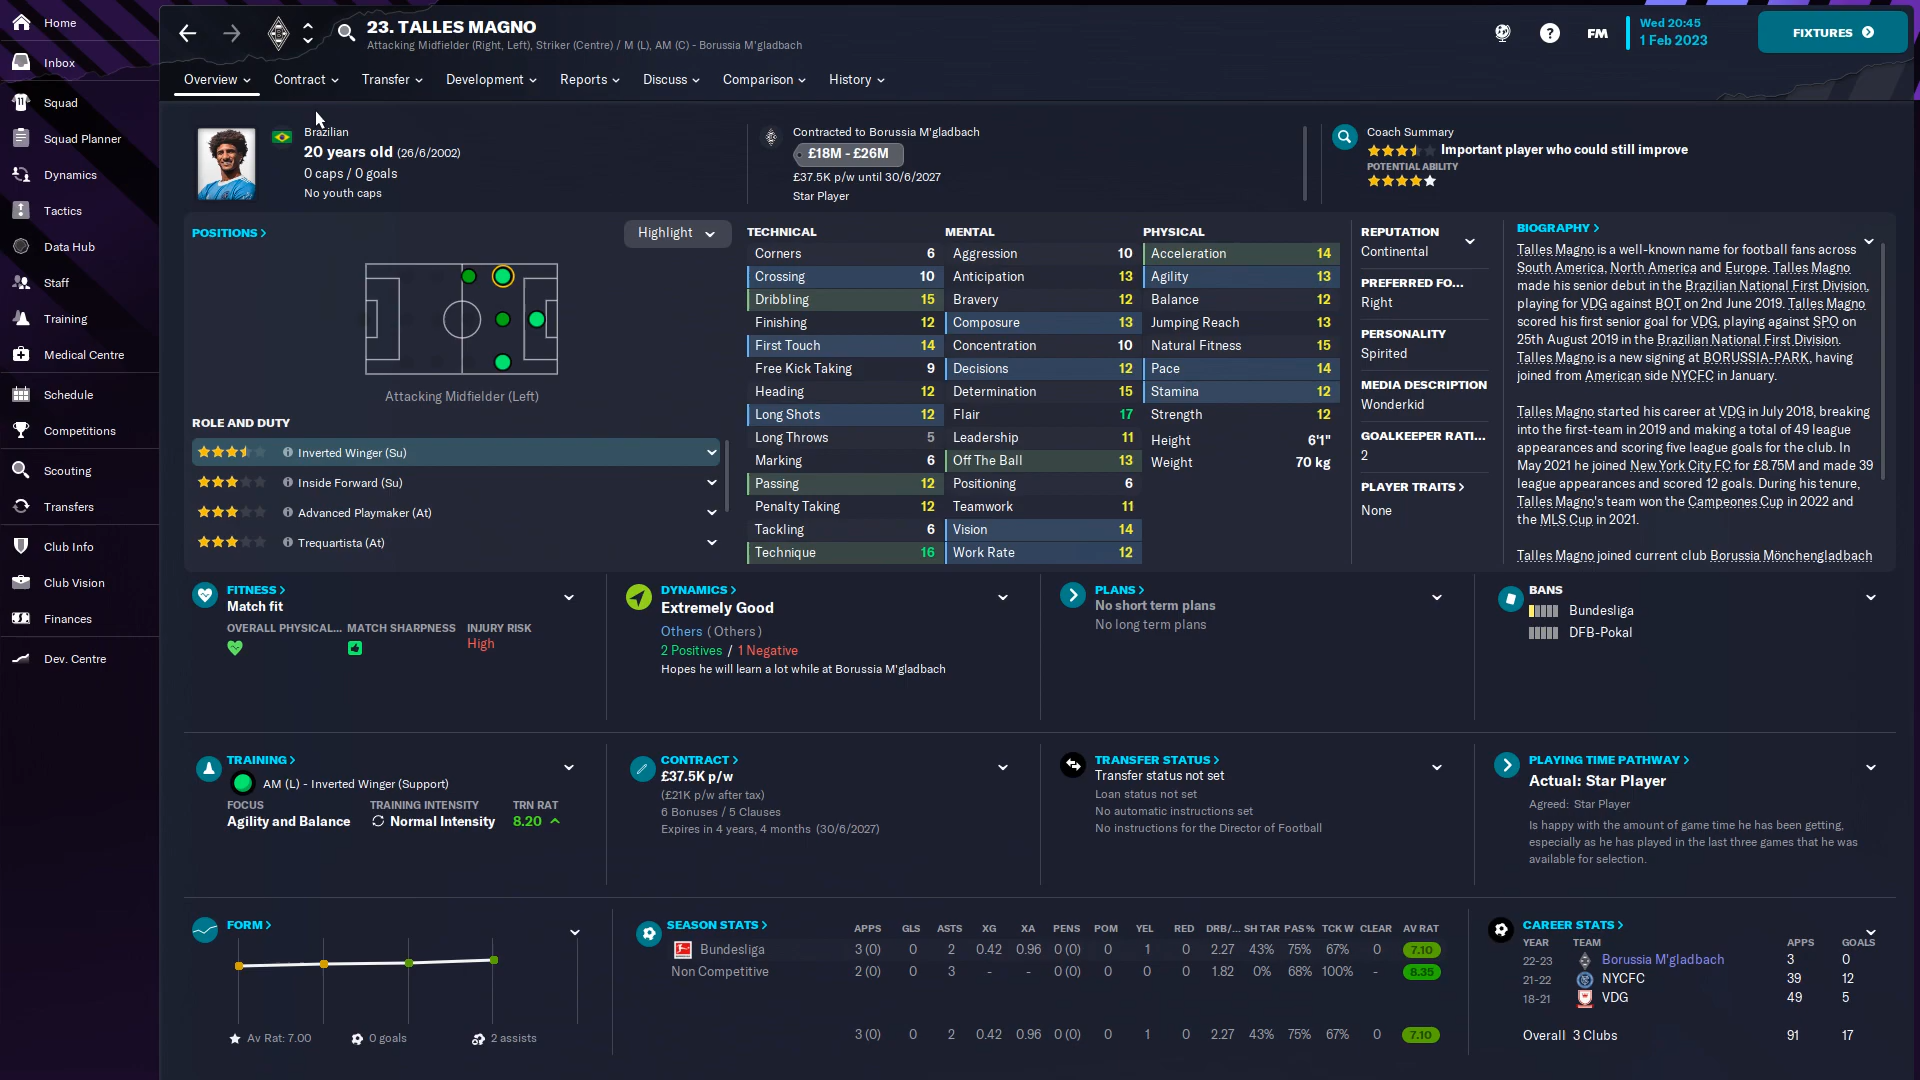 Home
Inbox
Squad
Squad Planner
Dynamics
Tactics
Data Hub
Staff
Training
Medical Centre
Schedule
Competitions
Scouting
Transfers
Club Info
Club Vision
Finances
Dev. Centre
23. TALLES MAGNO
Attacking Midfielder (Right, Left), Striker (Centre) / M (L), AM (C) - Borussia M'gladbach
FM
Wed 20:45
1 Feb 2023
FIXTURES
Overview Contract Transfer Development Reports Discuss Comparison History
Brazilian
20 years old (26/6/2002)
0 caps / 0 goals
No youth caps
Contracted to Borussia M'gladbach
£18M - £26M
£37.5K p/w until 30/6/2027
Star Player
Coach Summary
Important player who could still improve
POTENTIAL ABILITY
POSITIONS >
Highlight
Attacking Midfielder (Left)
ROLE AND DUTY
Inverted Winger (Su)
Inside Forward (Su)
Advanced Playmaker (At)
Trequartista (At)
TECHNICAL
Corners 6
Crossing 10
Dribbling 15
Finishing 12
First Touch 14
Free Kick Taking 9
Heading 12
Long Shots 12
Long Throws 5
Marking 6
Passing 12
Penalty Taking 12
Tackling 6
Technique 16
MENTAL
Aggression 10
Anticipation 13
Bravery 12
Composure 13
Concentration 10
Decisions 12
Determination 15
Flair 17
Leadership 11
Off The Ball 13
Positioning 6
Teamwork 11
Vision 14
Work Rate 12
PHYSICAL
Acceleration 14
Agility 13
Balance 12
Jumping Reach 13
Natural Fitness 15
Pace 14
Stamina 12
Strength 12
Height 6'1"
Weight 70 kg
REPUTATION
Continental
PREFERRED FO...
Right
PERSONALITY
Spirited
MEDIA DESCRIPTION
Wonderkid
GOALKEEPER RATI...
2
PLAYER TRAITS >
None
BIOGRAPHY >
Talles Magno is a well-known name for football fans across
South America, North America and Europe. Talles Magno
made his senior debut in the Brazilian National First Division,
playing for VDG against BOT on 2nd June 2019. Talles Magno
scored his first senior goal for VDG, playing against SPO on
25th August 2019 in the Brazilian National First Division.
Talles Magno is a new signing at BORUSSIA-PARK, having
joined from American side NYCFC in January.
Talles Magno started his career at VDG in July 2018, breaking
into the first-team in 2019 and making a total of 49 league
appearances and scoring five league goals for the club. In
May 2021 he joined New York City FC for £8.75M and made 39
league appearances and scored 12 goals. During his tenure,
Talles Magno's team won the Campeones Cup in 2022 and
the MLS Cup in 2021.
Talles Magno joined current club Borussia Mönchengladbach
FITNESS >
Match fit
OVERALL PHYSICAL... MATCH SHARPNESS INJURY RISK
High
DYNAMICS >
Extremely Good
Others ( Others )
2 Positives / 1 Negative
Hopes he will learn a lot while at Borussia M'gladbach
PLANS >
No short term plans
No long term plans
BANS
Bundesliga
DFB-Pokal
TRAINING >
AM (L) - Inverted Winger (Support)
FOCUS TRAINING INTENSITY TRN RAT
Agility and Balance Normal Intensity 8.20
CONTRACT >
£37.5K p/w
(£21K p/w after tax)
6 Bonuses / 5 Clauses
Expires in 4 years, 4 months (30/6/2027)
TRANSFER STATUS >
Transfer status not set
Loan status not set
No automatic instructions set
No instructions for the Director of Football
PLAYING TIME PATHWAY >
Actual: Star Player
Agreed: Star Player
Is happy with the amount of game time he has been getting,
especially as he has played in the last three games that he was
available for selection.
FORM >
Av Rat: 7.00 0 goals 2 assists
SEASON STATS > APPS GLS ASTS XG XA PENS POM YEL RED DRB/... SH TAR PAS % TCK W CLEAR AV RAT
Bundesliga 3 (0) 0 2 0.42 0.96 0 (0) 0 1 0 2.27 43% 75% 67% 0 7.10
Non Competitive 2 (0) 0 3 - - 0 (0) 0 0 0 1.82 0% 68% 100% - 8.35
3 (0) 0 2 0.42 0.96 0 (0) 0 1 0 2.27 43% 75% 67% 0 7.10
CAREER STATS >
YEAR TEAM APPS GOALS
22-23 Borussia M'gladbach 3 0
21-22 NYCFC 39 12
18-21 VDG 49 5
Overall 3 Clubs 91 17